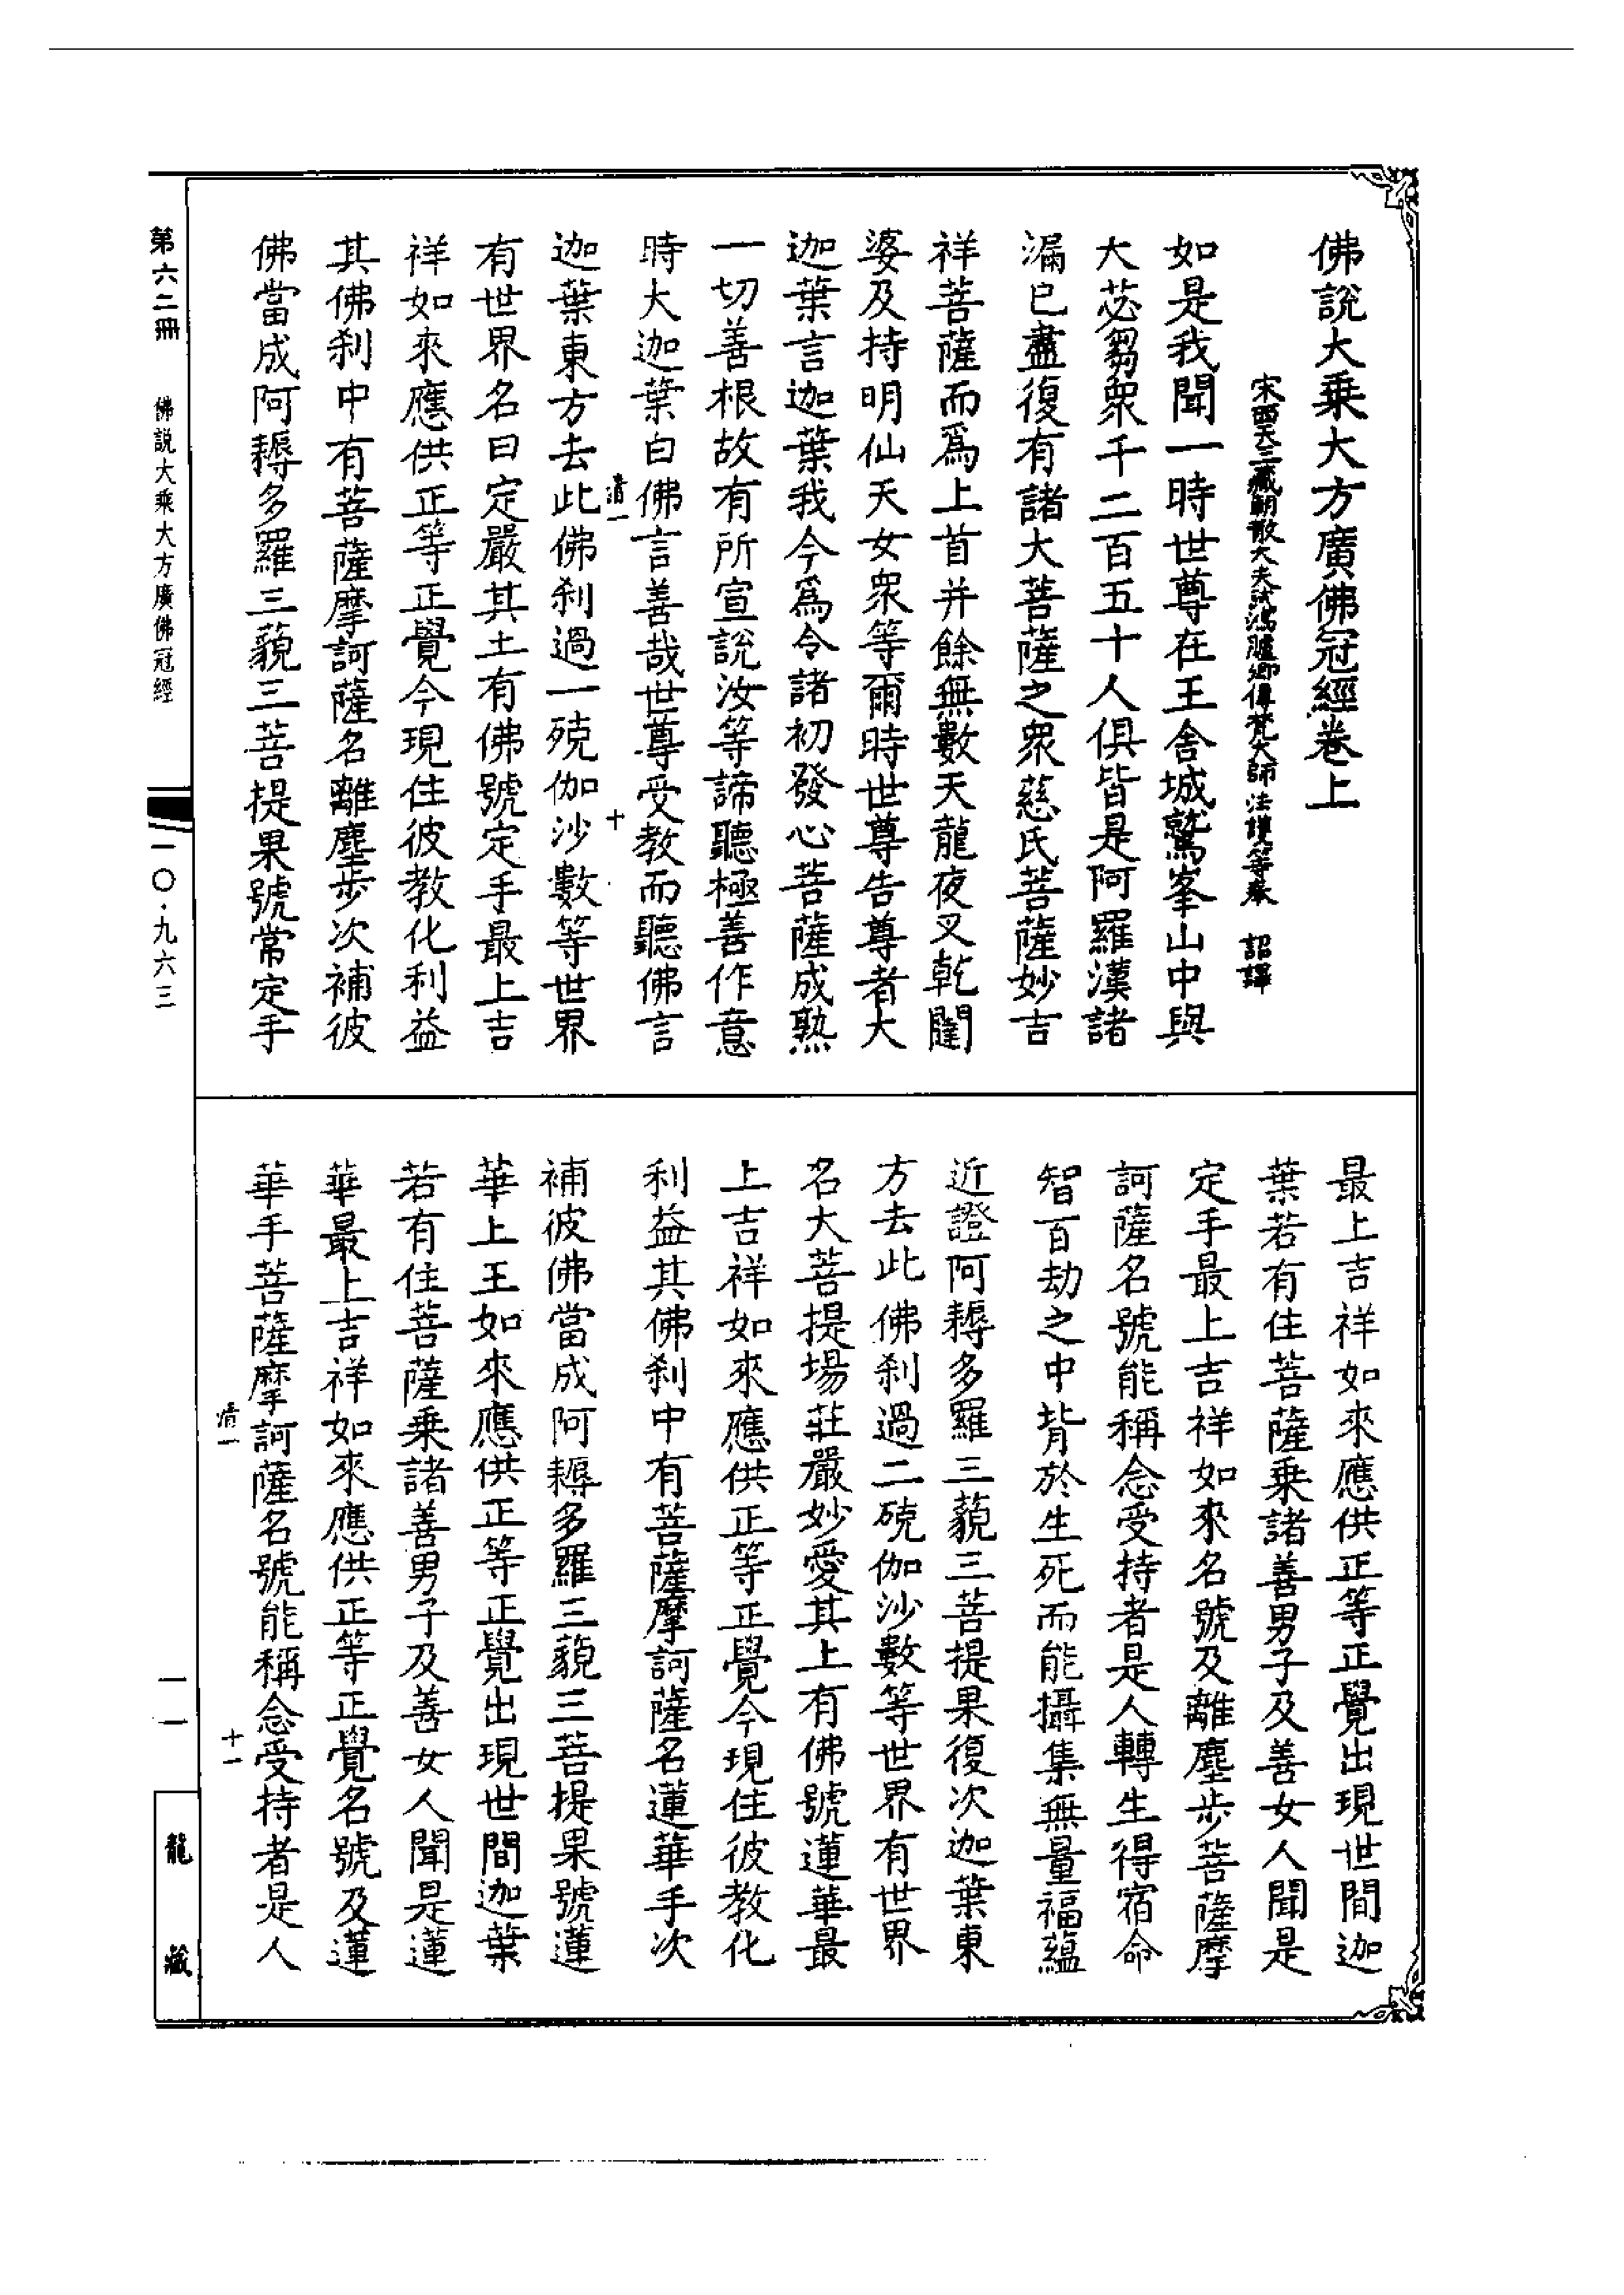 佛說大乘大方廣佛冠經卷上
宋西天三藏朝散大夫試鴻臚卿傳梵大師法護等奉　詔譯
如是我聞一時世尊在王舍城鷲峯山中與
大苾芻眾千二百五十人俱皆是阿羅漢諸
漏已盡復有諸大菩薩之眾慈氏菩薩妙吉
祥菩薩而爲上首并餘無數天龍夜叉乾闥
婆及持明仙天女眾等爾時世尊告尊者大
迦葉言迦葉我今爲令諸初發心菩薩成熟
一切善根故有所宣說汝等諦聽極善作意
時大迦葉白佛言善哉世尊受教而聽佛言
清一　十
迦葉東方去此佛剎過一殑伽沙數等世界
有世界名曰定嚴其土有佛號定手最上吉
祥如來應供正等正覺今現住彼教化利益
其佛剎中有菩薩摩訶薩名離塵步次補彼
佛當成阿耨多羅三藐三菩提果號常定手
最上吉祥如來應供正等正覺出現世間迦
葉若有住菩薩乘諸善男子及善女人聞是
定手最上吉祥如來名號及離塵步菩薩摩
訶薩名號能稱念受持者是人轉生得宿命
智百劫之中背於生死而能攝集無量福蘊
近證阿耨多羅三藐三菩提果復次迦葉東
方去此佛剎過二殑伽沙數等世界有世界
名大菩提場莊嚴妙愛其上有佛號蓮華最
上吉祥如來應供正等正覺今現住彼教化
利益其佛剎中有菩薩摩訶薩名蓮華手次
補彼佛當成阿耨多羅三藐三菩提果號蓮
華上王如來應供正等正覺出現世間迦葉
若有住菩薩乘諸善男子及善女人聞是蓮
華最上吉祥如來應供正等正覺名號及蓮
華手菩薩摩訶薩名號能稱念受持者是人
清一　十一
第六二冊　佛說大乘大方廣佛冠經　一〇·九六三
一一　龍藏